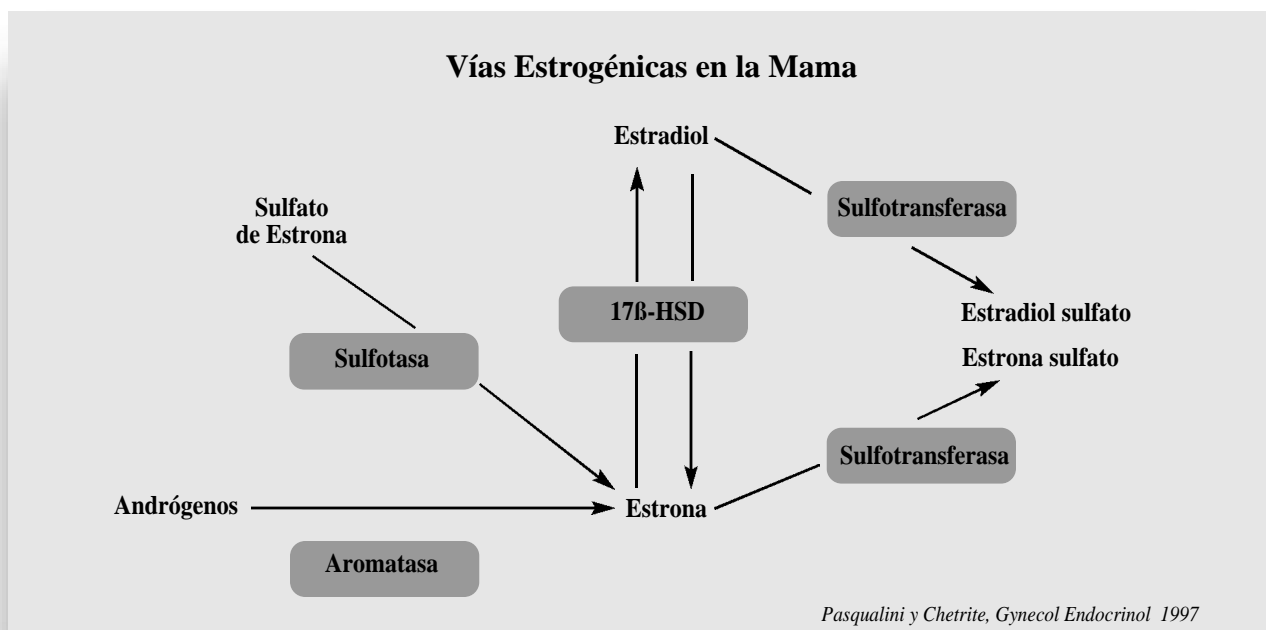 Vías Estrogénicas en la Mama
Estradiol
Sulfotransferasa
Sulfato
de Estrona
17ß-HSD
Estradiol sulfato
Estrona sulfato
Sulfotasa
Sulfotransferasa
Andrógenos
Estrona
Aromatasa
Pasqualini y Chetrite, Gynecol Endocrinol 1997